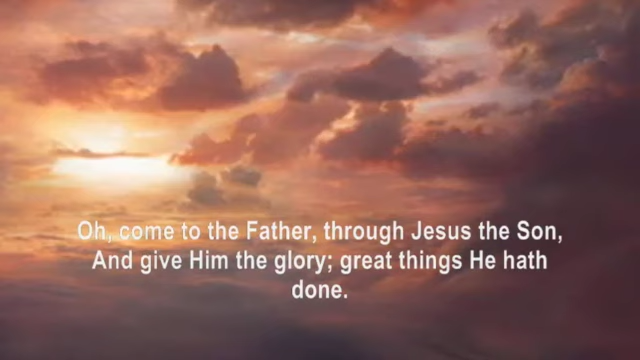 Oh, come to the Father, through Jesus the Son,
And give Him the glory; great things He hath
done.